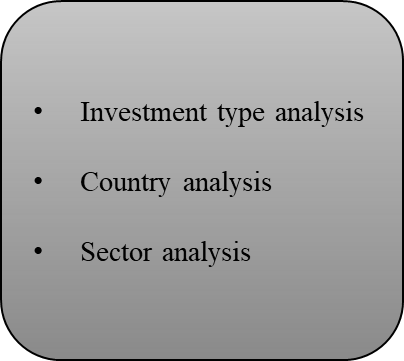 • Investment type analysis
• Country analysis
• Sector analysis